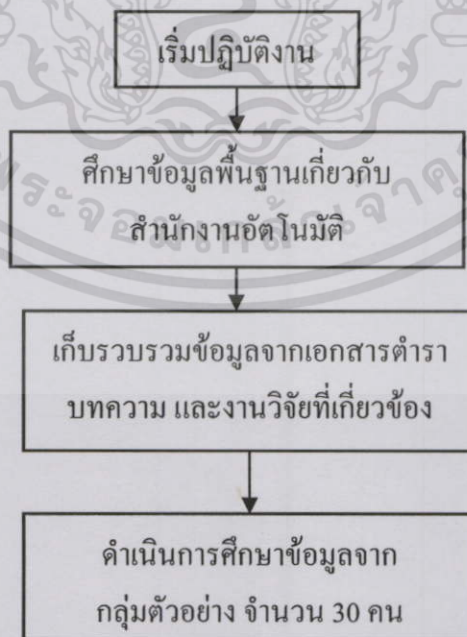 เริ่มปฏิบัติงาน
ศึกษาข้อมูลพื้นฐานเกี่ยวกับ
สำนักงานอัตโนมัติ
เก็บรวบรวมข้อมูลจากเอกสารตำรา
บทความ และงานวิจัยที่เกี่ยวข้อง
ดำเนินการศึกษาข้อมูลจาก
กลุ่มตัวอย่าง จำนวน 30 คน